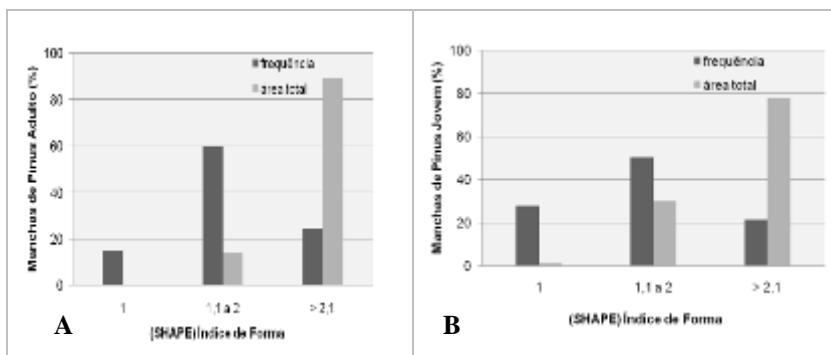 Manchas de Pinus Adulto (%)
100
80
60
40
20
0
frequência
área total
1
1,1 a 2
> 2,1
(SHAPE) Índice de Forma
A
Manchas de Pinus Jovem (%)
100
80
60
40
20
0
frequência
área total
1
1,1 a 2
> 2,1
(SHAPE) Índice de Forma
B